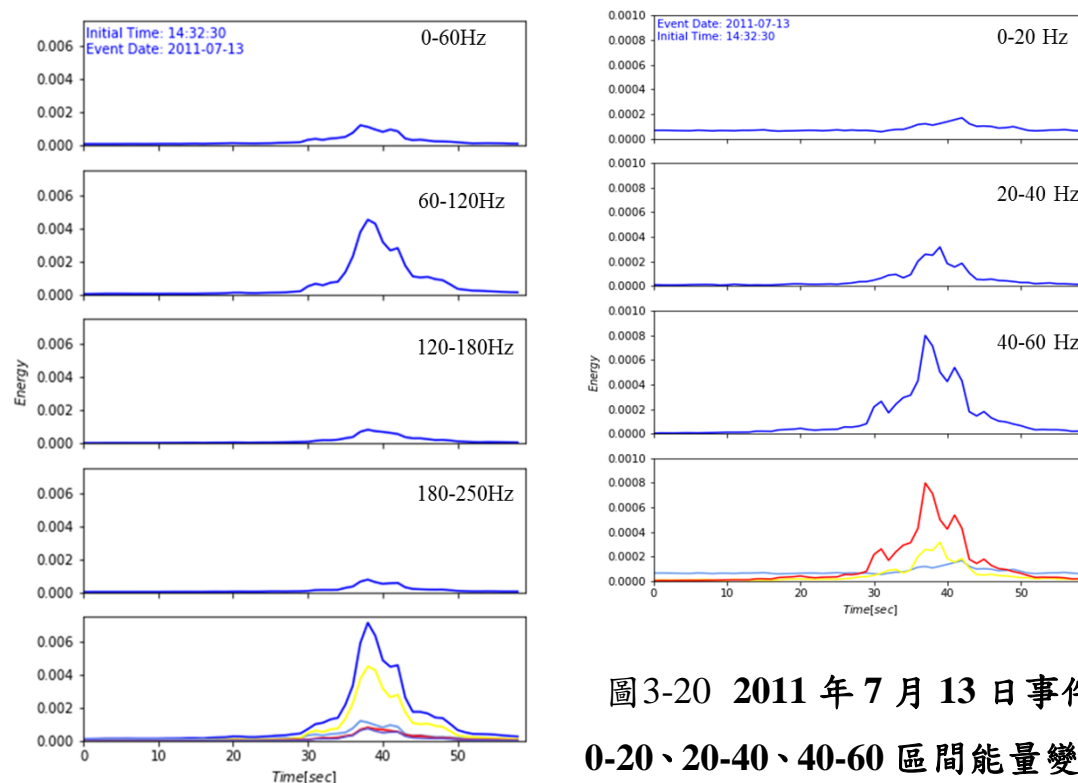 Initial Time: 14:32:30
Event Date: 2011-07-13
0-60Hz
0.006
0.004
0.002
0.000
60-120Hz
0.006
0.004
0.002
0.000
120-180Hz
0.006
0.004
0.002
0.000
Energy
180-250Hz
0.006
0.004
0.002
0.000
0.006
0.004
0.002
0.000
0 10 20 30 40 50
Time[sec]
0.0010
0.0008
0.0006
0.0004
0.0002
0.0000
Event Date: 2011-07-13
Initial Time: 14:32:30
0-20 Hz
0.0010
0.0008
0.0006
0.0004
0.0002
0.0000
20-40 Hz
0.0010
0.0008
0.0006
0.0004
0.0002
0.0000
40-60 Hz
Energy
0.0010
0.0008
0.0006
0.0004
0.0002
0.0000
0 10 20 30 40 50
Time[sec]
圖3-20 2011 年 7 月 13 日事件
0-20、20-40、40-60 區間能量變